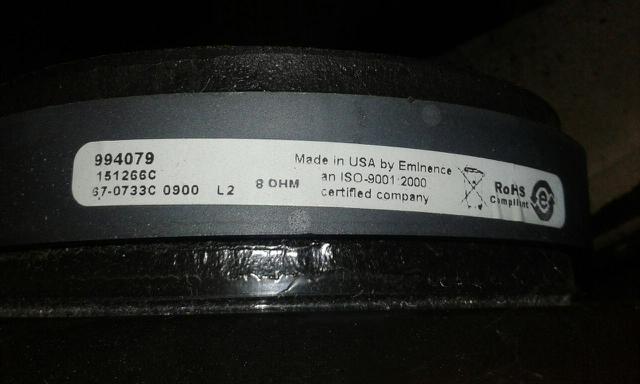 994079
151266C
67-0733C 0900 L2
8 OHM
Made in USA by Eminence
an ISO-9001 2000
certified company
RoHS
Compliant
e